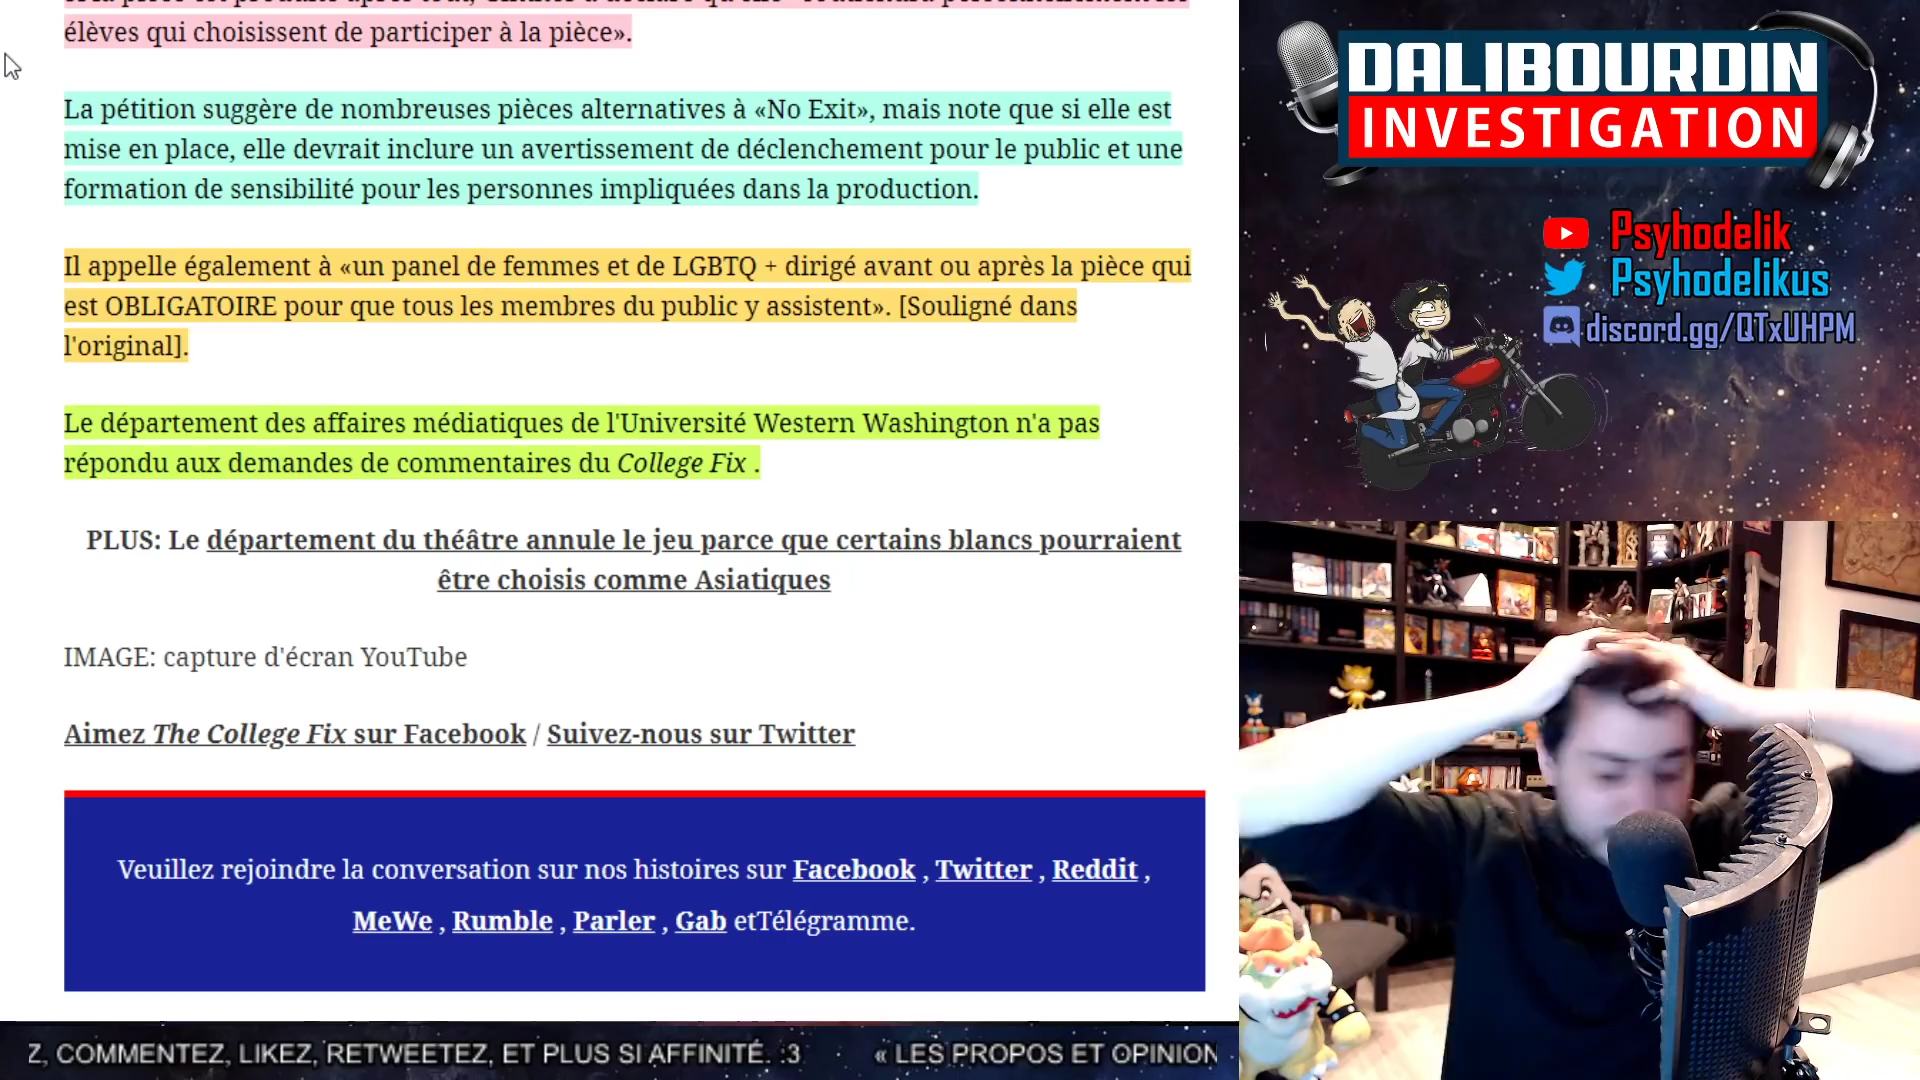 élèves qui choisissent de participer à la pièce».
La pétition suggère de nombreuses pièces alternatives à «No Exit», mais note que si elle est
mise en place, elle devrait inclure un avertissement de déclenchement pour le public et une
formation de sensibilité pour les personnes impliquées dans la production.
Il appelle également à «un panel de femmes et de LGBTQ + dirigé avant ou après la pièce qui
est OBLIGATOIRE pour que tous les membres du public y assistent». [Souligné dans
l'original].
Le département des affaires médiatiques de l'Université Western Washington n'a pas
répondu aux demandes de commentaires du College Fix .
PLUS: Le département du théâtre annule le jeu parce que certains blancs pourraient
être choisis comme Asiatiques
IMAGE: capture d'écran YouTube
Aimez The College Fix sur Facebook / Suivez-nous sur Twitter
Veuillez rejoindre la conversation sur nos histoires sur Facebook , Twitter , Reddit ,
MeWe , Rumble , Parler , Gab etTélégramme.
Z, COMMENTEZ, LIKEZ, RETWEETEZ, ET PLUS SI AFFINITÉ. :3 « LES PROPOS ET OPINION
DALIBOURDIN
INVESTIGATION
Psyhodelik
Psyhodelikus
discord.gg/QTxUHPM